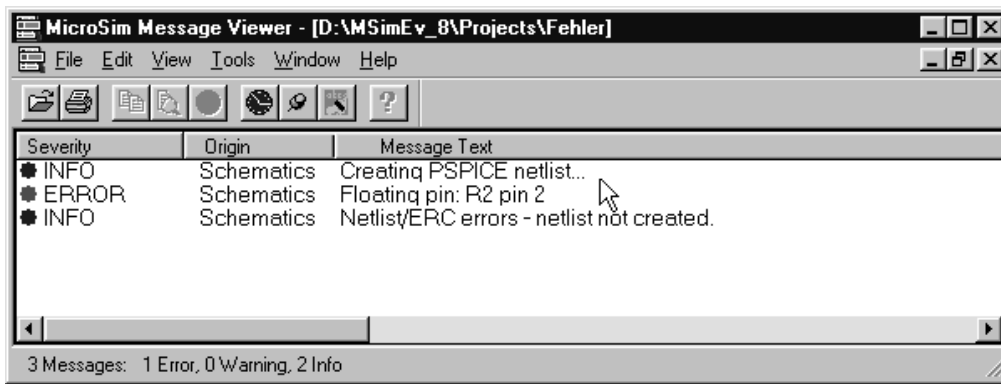 MicroSim Message Viewer - [D:\MSimEv_8\Projects\Fehler]
File Edit View Tools Window Help
Severity Origin Message Text
INFO Schematics Creating PSPICE netlist...
ERROR Schematics Floating pin: R2 pin 2
INFO Schematics Netlist/ERC errors - netlist not created.
3 Messages: 1 Error, 0 Warning, 2 Info